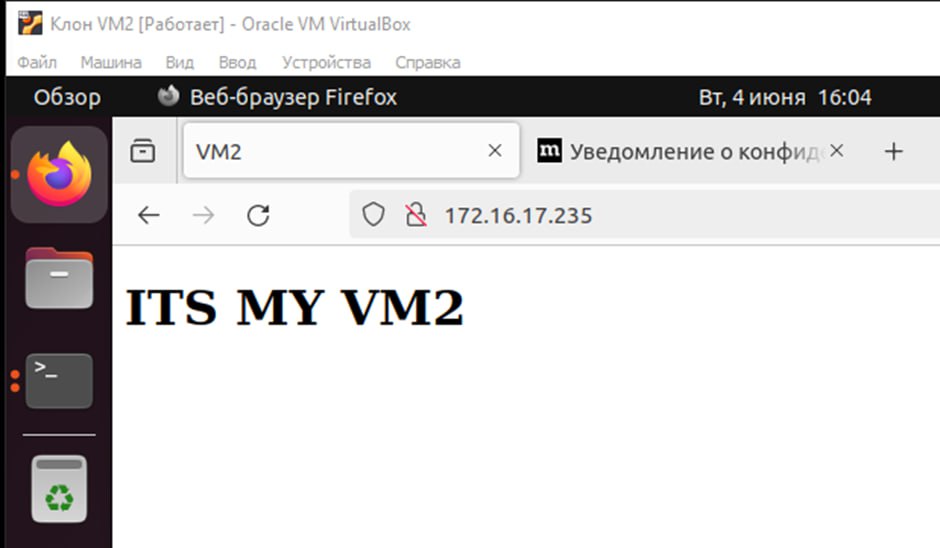 Клон VM2 [Работает] - Oracle VM VirtualBox
Файл Машина Вид Ввод Устройства Справка
Обзор Веб-браузер Firefox Вт, 4 июня 16:04
VM2 m Уведомление о конфиде
172.16.17.235
ITS MY VM2
>_